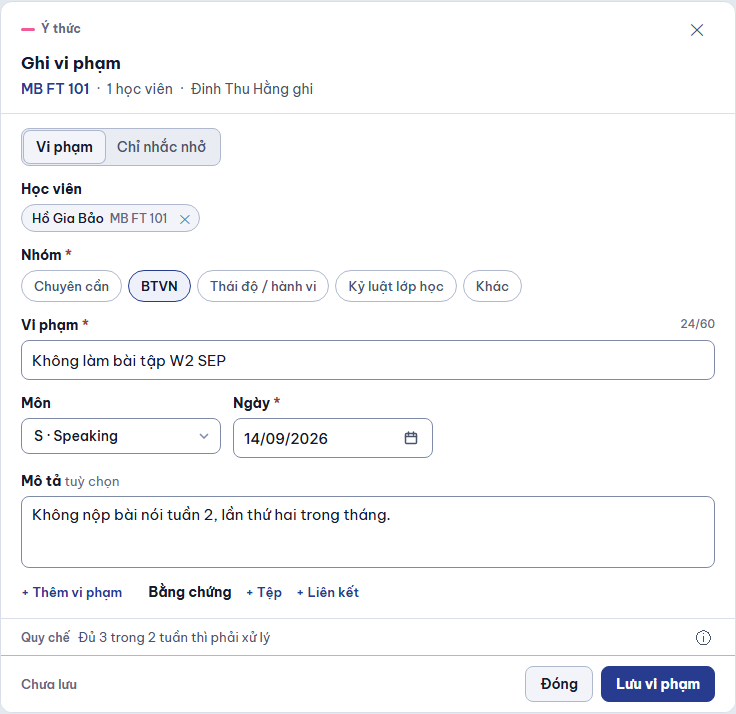 Ý thức
Ghi vi phạm
MB FT 101 · 1 học viên · Đinh Thu Hằng ghi
Vi phạm Chỉ nhắc nhở
Học viên
Hồ Gia Bảo MB FT 101
Nhóm *
Chuyên cần BTVN Thái độ / hành vi Kỷ luật lớp học Khác
Vi phạm * 24/60
Không làm bài tập W2 SEP
Môn Ngày *
S · Speaking 14/09/2026
Mô tả tuỳ chọn
Không nộp bài nói tuần 2, lần thứ hai trong tháng.
+ Thêm vi phạm Bằng chứng + Tệp + Liên kết
Quy chế Đủ 3 trong 2 tuần thì phải xử lý
Chưa lưu Đóng Lưu vi phạm